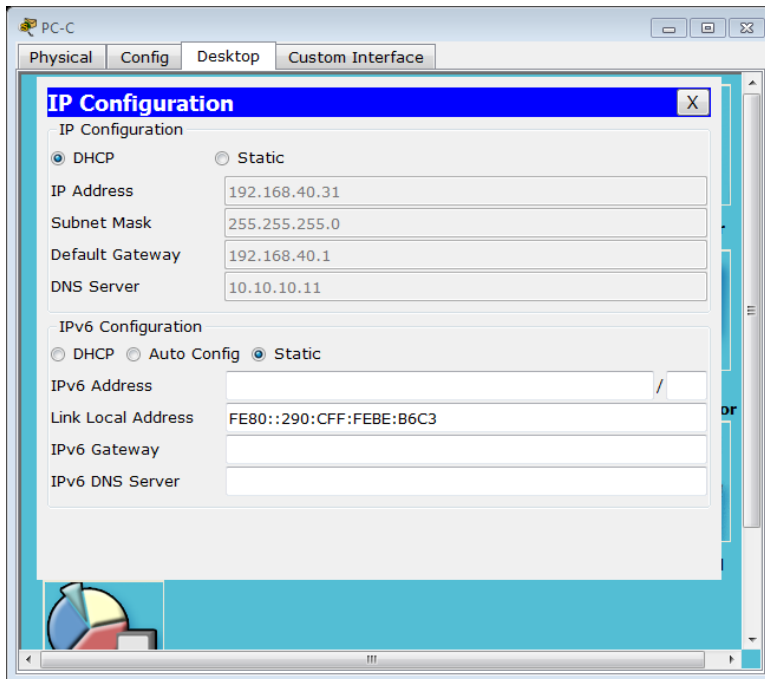 PC-C
Physical Config Desktop Custom Interface
IP Configuration X
IP Configuration
DHCP Static
IP Address 192.168.40.31
Subnet Mask 255.255.255.0
Default Gateway 192.168.40.1
DNS Server 10.10.10.11
IPv6 Configuration
DHCP Auto Config Static
IPv6 Address /
Link Local Address FE80::290:CFF:FEBE:B6C3
or
IPv6 Gateway
IPv6 DNS Server